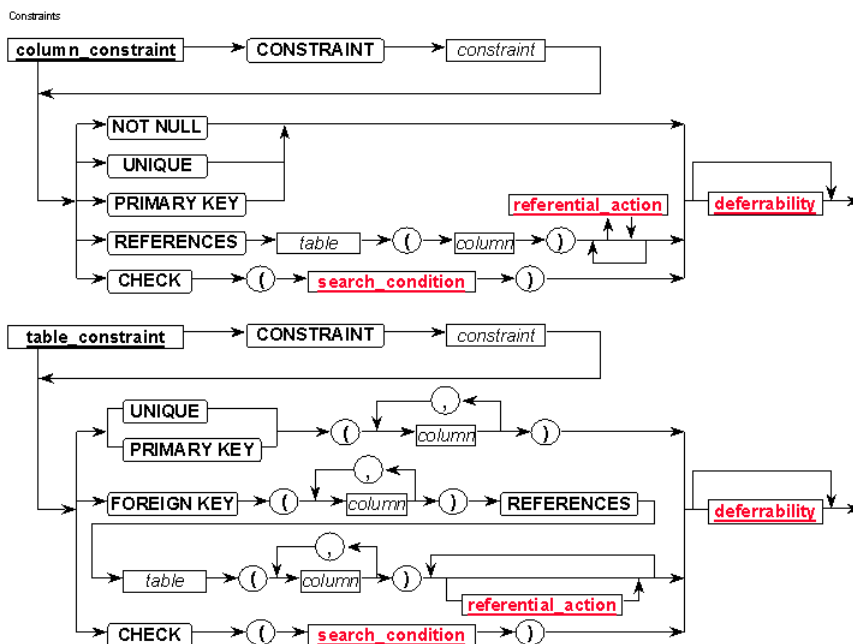 Constraints
column_constraint CONSTRAINT constraint
NOT NULL
UNIQUE
PRIMARY KEY referential_action deferrability
REFERENCES table ( column )
CHECK ( search_condition )
table_constraint CONSTRAINT constraint
,
UNIQUE
( column )
PRIMARY KEY
,
FOREIGN KEY ( column ) REFERENCES
deferrability
,
table ( column )
referential_action
CHECK ( search_condition )